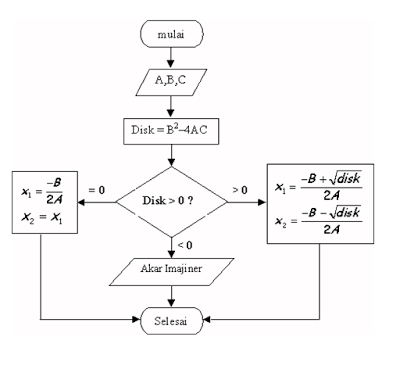 mulai
A,B,C
Disk = B²–4AC
= 0
Disk > 0 ?
> 0
x₁ = −B / 2A
x₂ = x₁
x₁ = (−B + √disk) / 2A
x₂ = (−B − √disk) / 2A
< 0
Akar Imajiner
Selesai